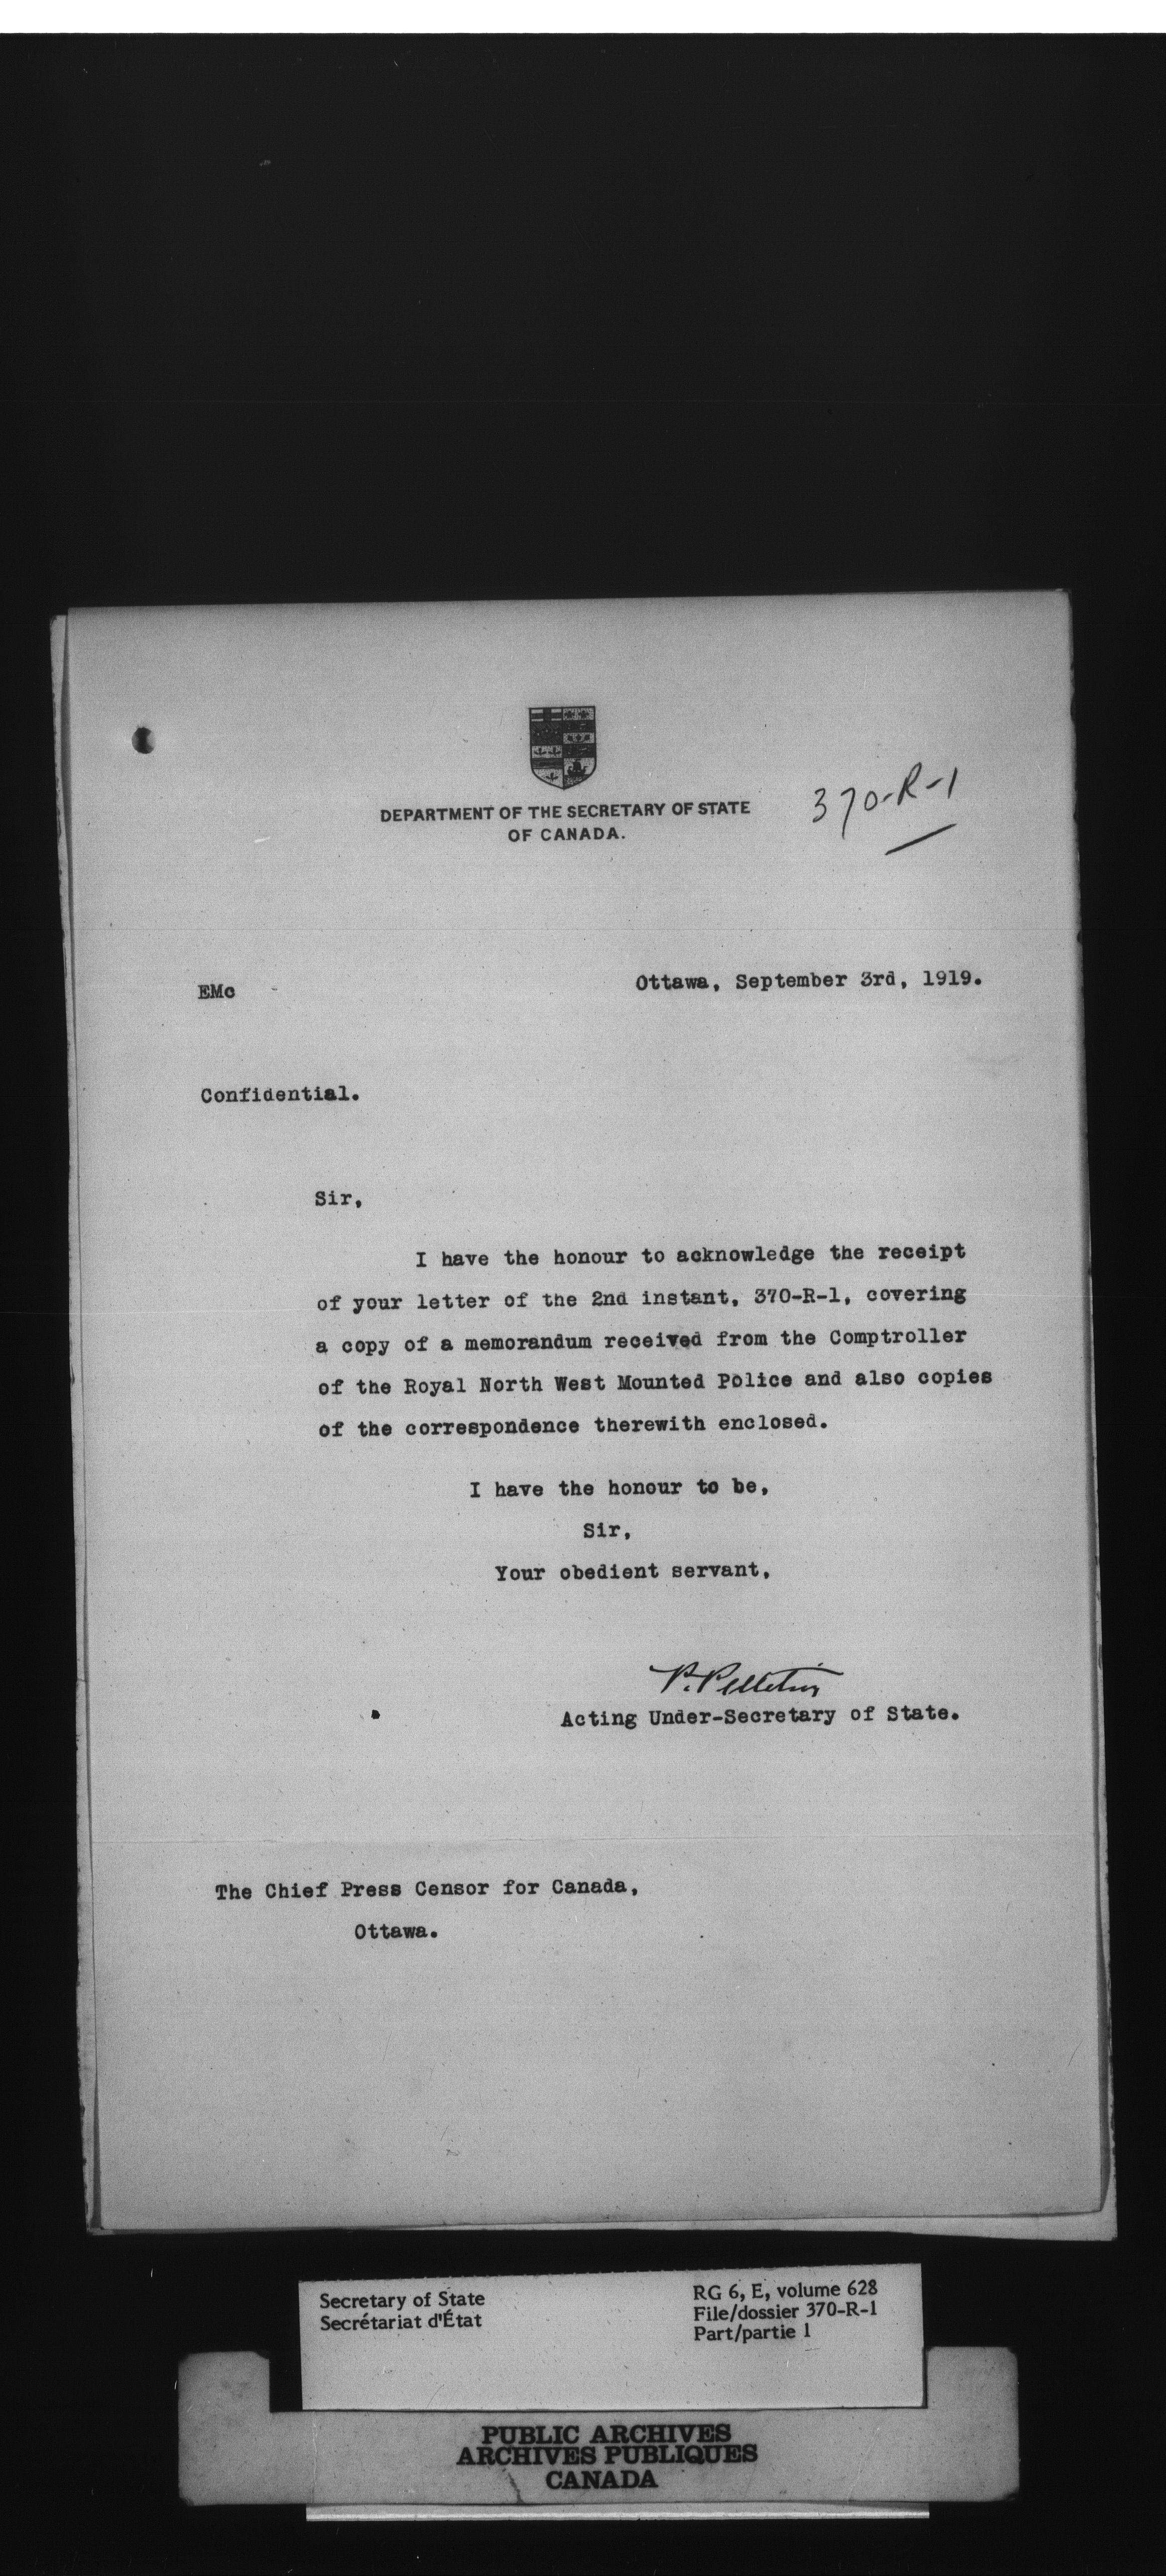 DEPARTMENT OF THE SECRETARY OF STATE
OF CANADA.
370-R-1
Ottawa, September 3rd, 1919.
EMc
Confidential.
Sir,
I have the honour to acknowledge the receipt
of your letter of the 2nd instant, 370-R-1, covering
a copy of a memorandum received from the Comptroller
of the Royal North West Mounted Police and also copies
of the correspondence therewith enclosed.
I have the honour to be,
Sir,
Your obedient servant,
P. Pelletier
Acting Under-Secretary of State.
The Chief Press Censor for Canada,
Ottawa.
Secretary of State
Secrétariat d'État
RG 6, E, volume 628
File/dossier 370-R-1
Part/partie 1
PUBLIC ARCHIVES
ARCHIVES PUBLIQUES
CANADA